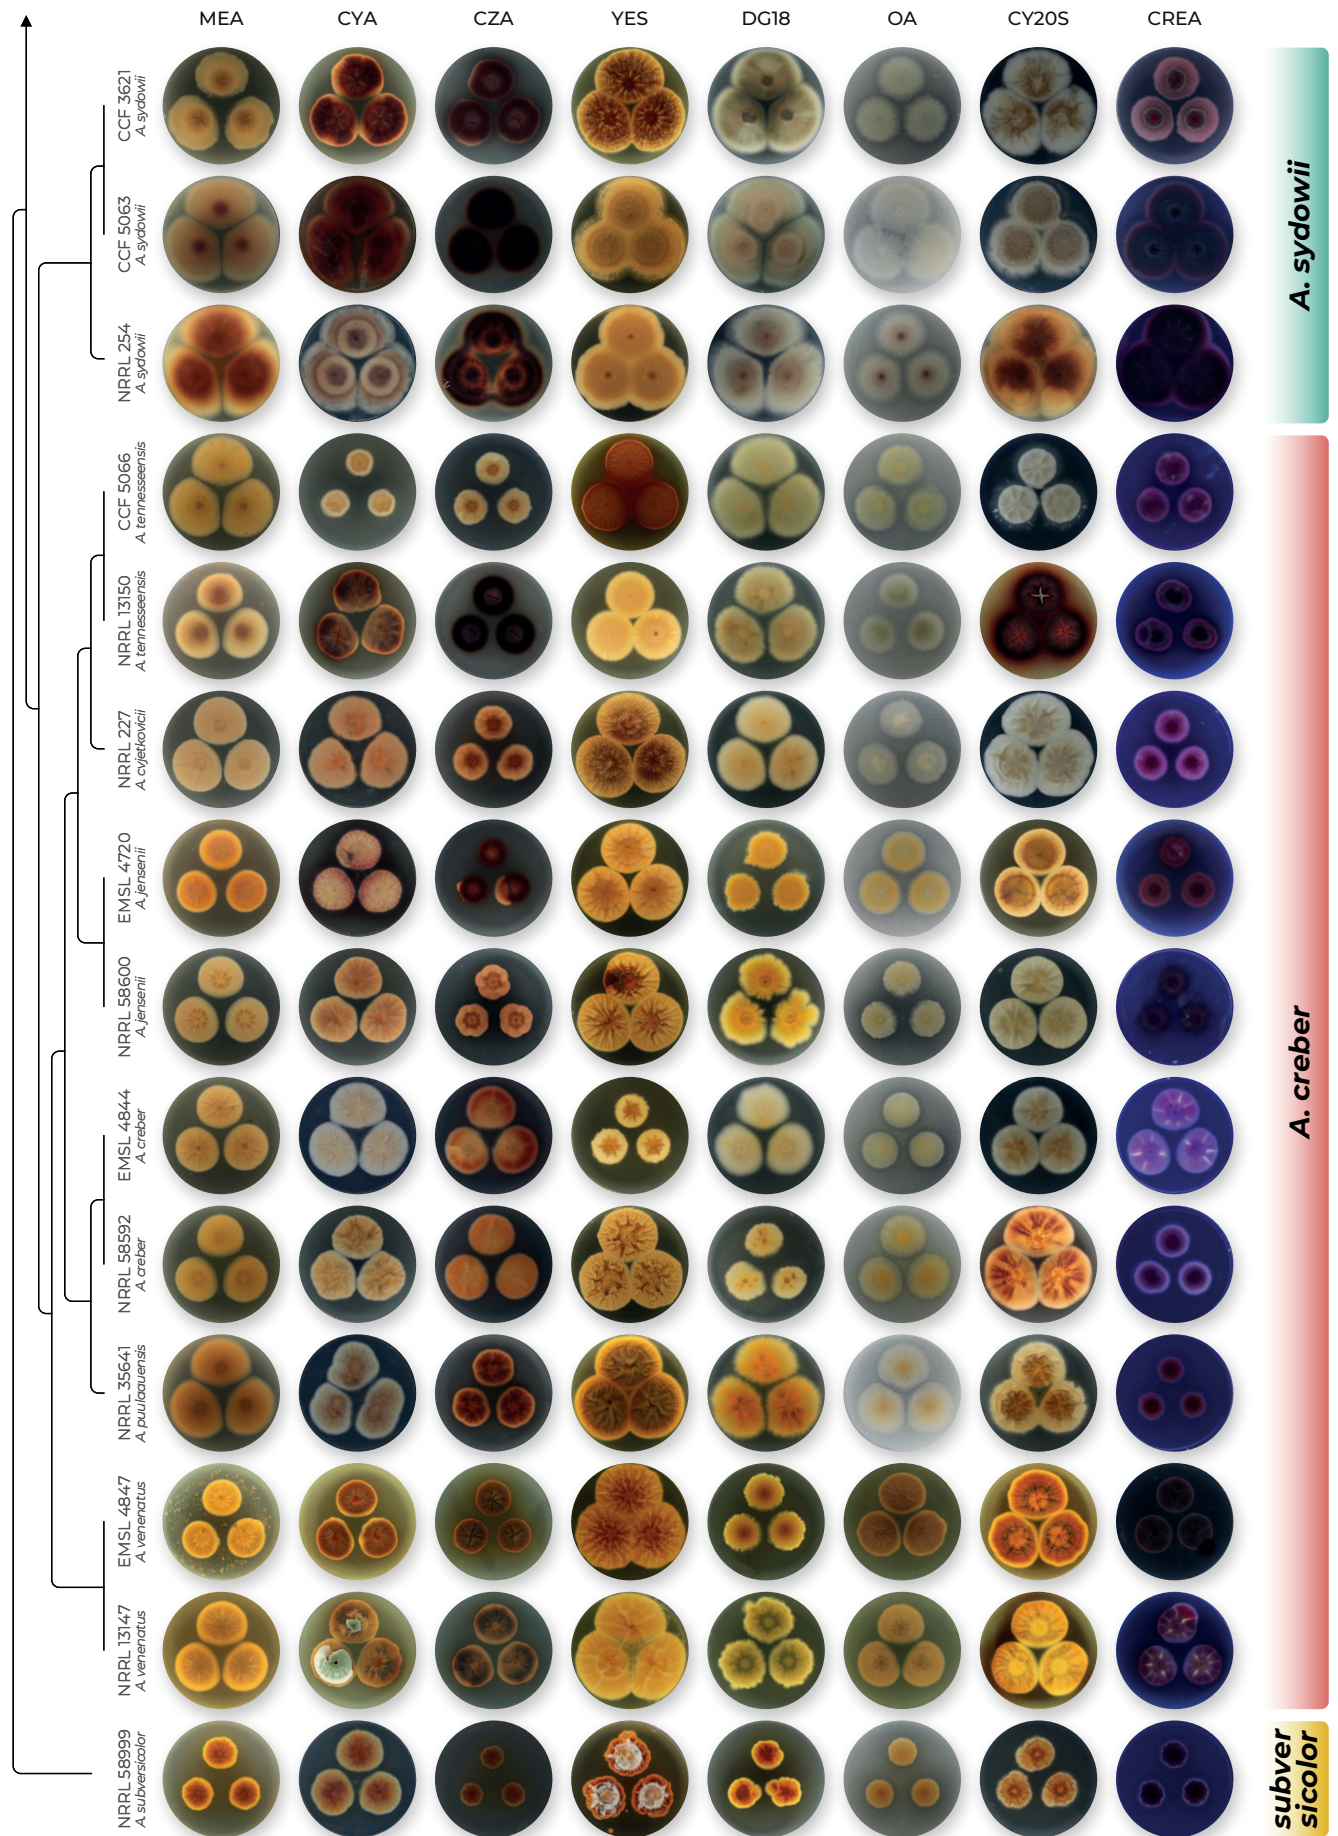 MEA CYA CZA YES DG18 OA CY20S CREA
CCF 3621
A. sydowii
CCF 5063
A. sydowii
NRRL 254
A. sydowii
A. sydowii
CCF 5066
A. tennesseensis
NRRL 13150
A. tennesseensis
NRRL 227
A. cvjetkovicii
EMSL 4720
A. jensenii
NRRL 58600
A. jensenii
EMSL 4844
A. creber
NRRL 58592
A. creber
NRRL 35641
A. puulaauensis
EMSL 4847
A. venenatus
NRRL 13147
A. venenatus
A. creber
NRRL 58999
A. subversicolor
subver
sicolor